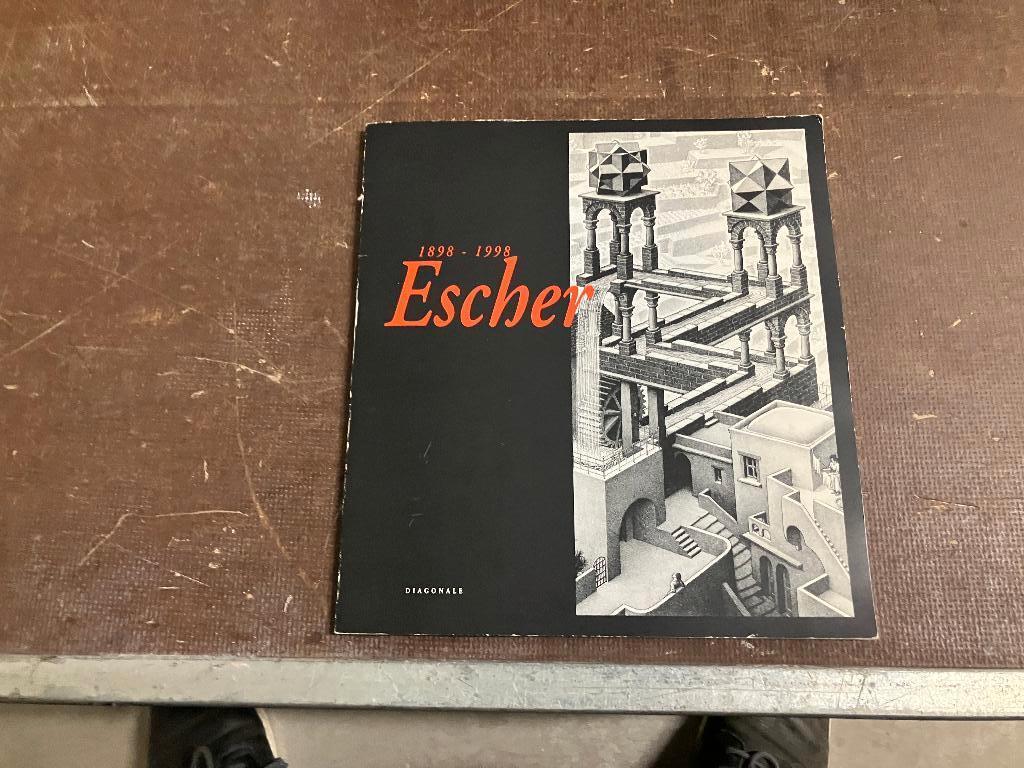 1898 - 1998
Escher
DIAGONALE